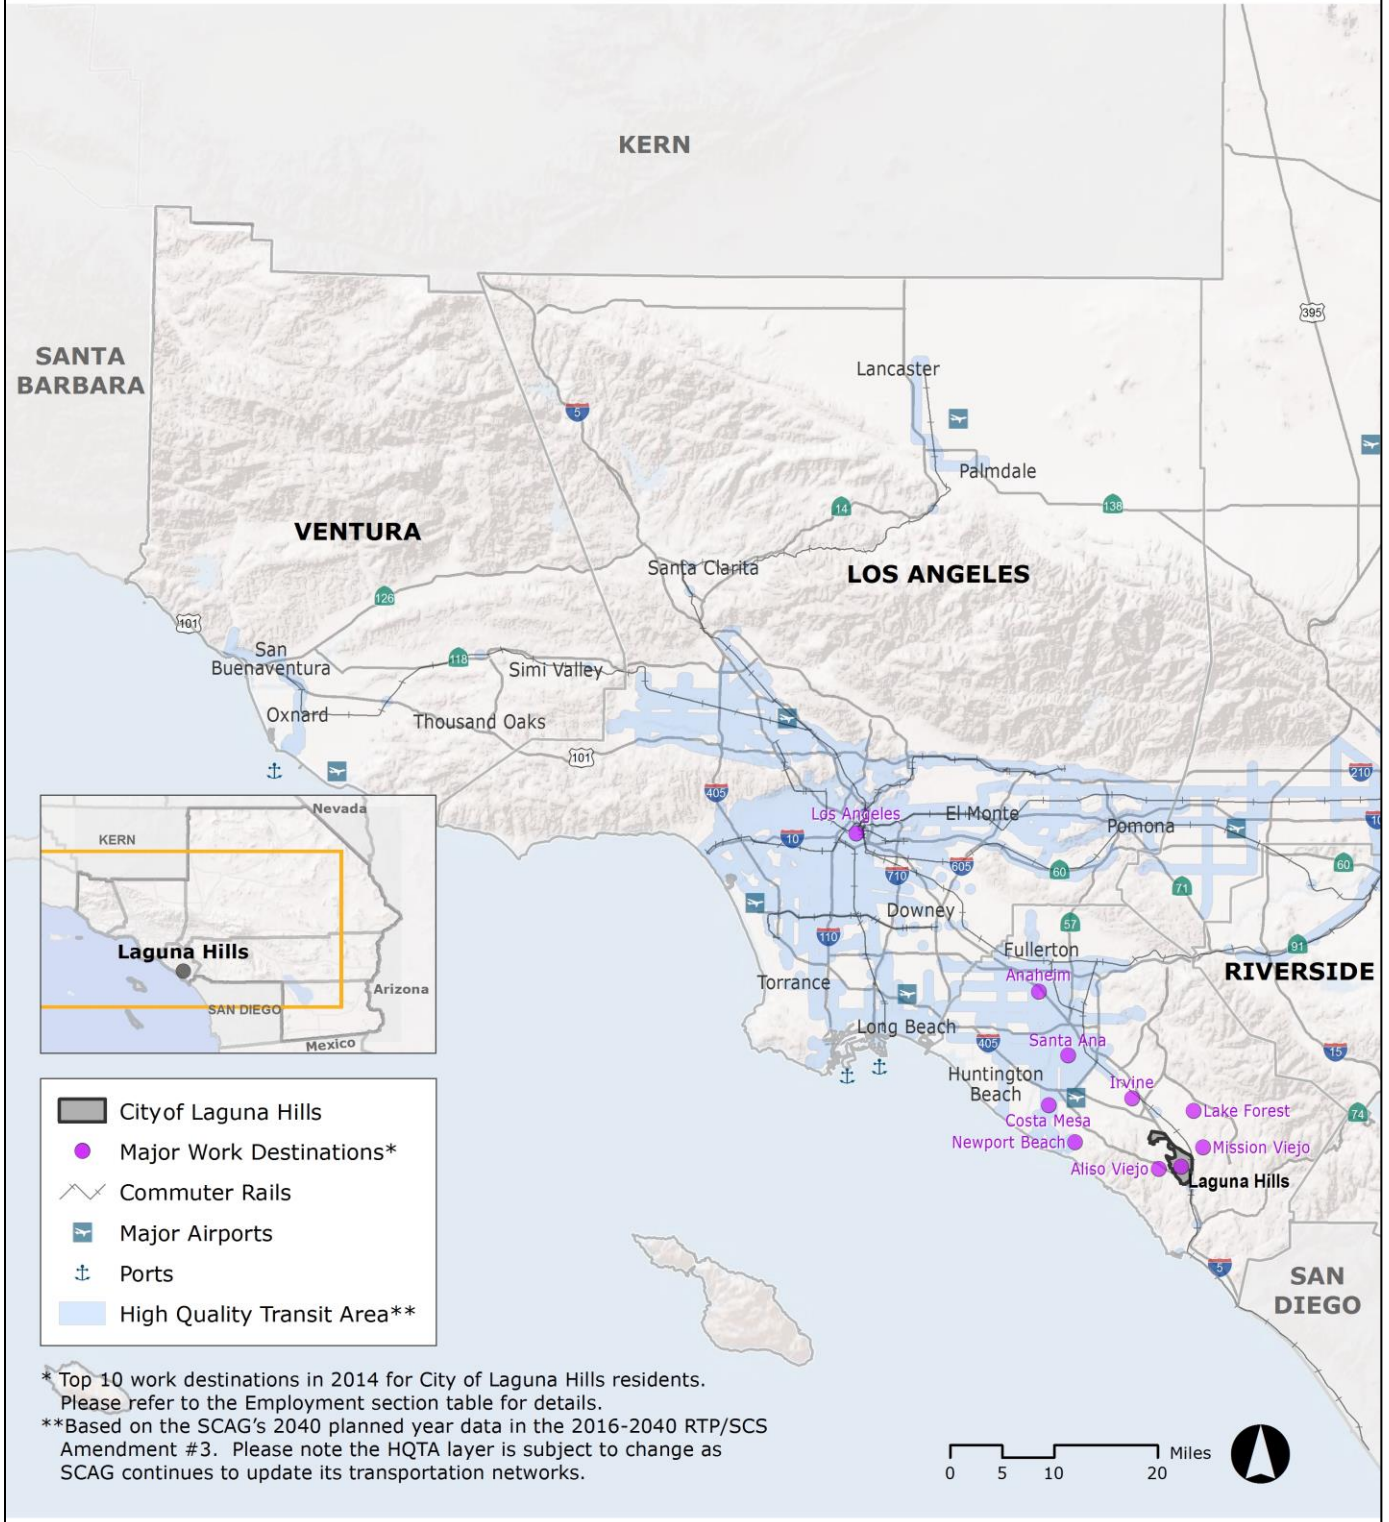 KERN
SANTA
BARBARA
395
Lancaster
5
Palmdale
14
138
VENTURA
Santa Clarita
LOS ANGELES
126
101
San
Buenaventura
118
Simi Valley
Oxnard
Thousand Oaks
101
405
210
Los Angeles
El Monte
Pomona
10
10
605
710
60
60
71
Downey
57
110
Fullerton
91
Anaheim
RIVERSIDE
Torrance
Long Beach
405
Santa Ana
15
Huntington
Beach
Irvine
Costa Mesa
Lake Forest
74
Newport Beach
Mission Viejo
Aliso Viejo
Laguna Hills
5
SAN
DIEGO
Nevada
KERN
Laguna Hills
Arizona
SAN DIEGO
Mexico
City of Laguna Hills
Major Work Destinations*
Commuter Rails
Major Airports
Ports
High Quality Transit Area**
* Top 10 work destinations in 2014 for City of Laguna Hills residents.
Please refer to the Employment section table for details.
**Based on the SCAG's 2040 planned year data in the 2016-2040 RTP/SCS
Amendment #3. Please note the HQTA layer is subject to change as
SCAG continues to update its transportation networks.
Miles
0 5 10 20